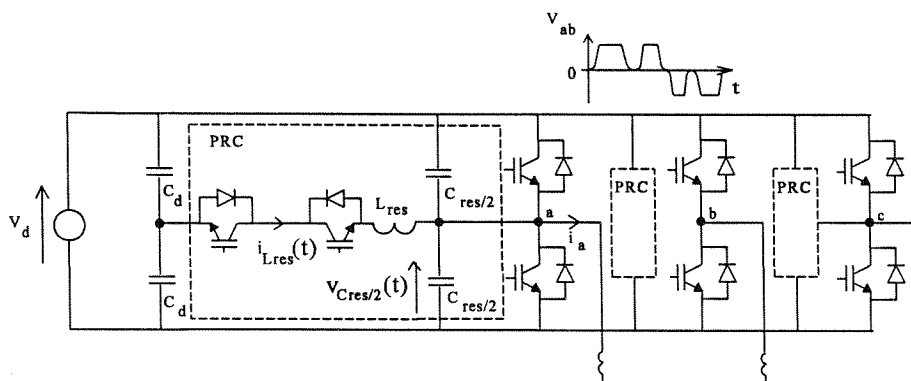 V_ab
0
t
PRC
C_d
L_res
C_res/2
V_d
i_Lres(t)
a
i_a
PRC
b
PRC
c
C_d
V_Cres/2(t)
C_res/2